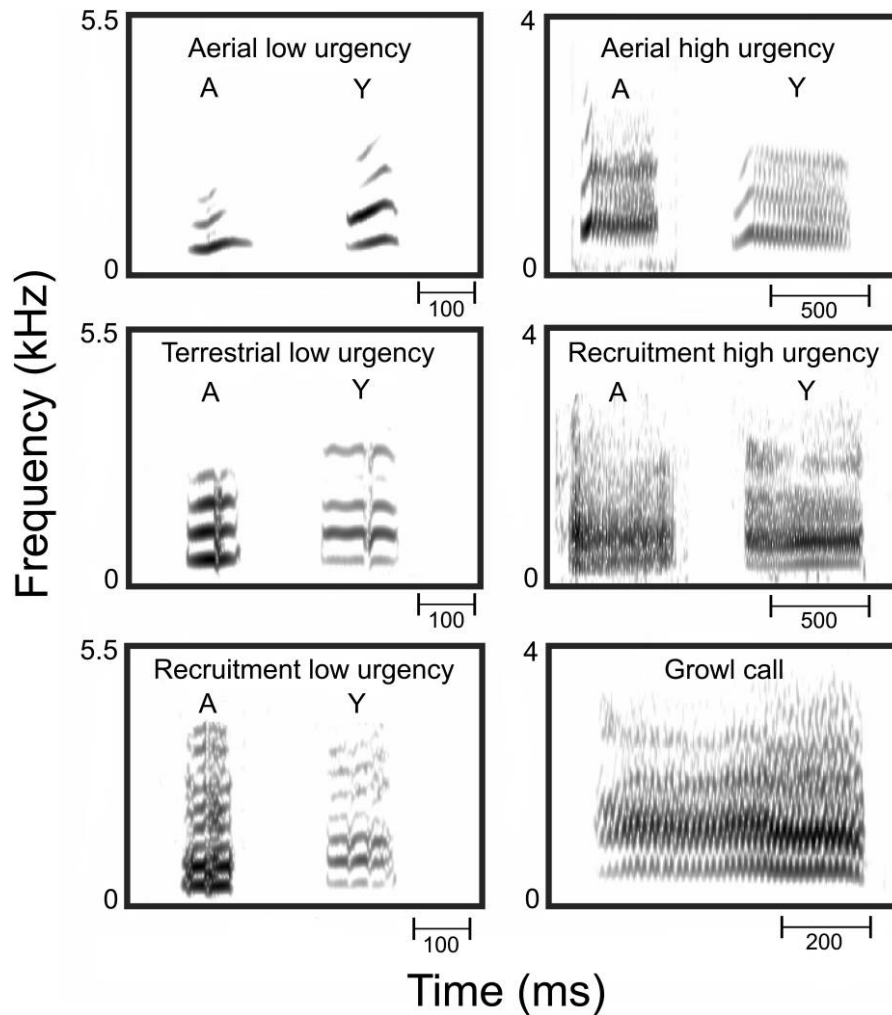 5.5
Aerial low urgency
A Y
0
100
4
Aerial high urgency
A Y
0
500
5.5
Terrestrial low urgency
A Y
0
100
4
Recruitment high urgency
A Y
0
500
5.5
Recruitment low urgency
A Y
0
100
4
Growl call
0
200
Frequency (kHz)
Time (ms)